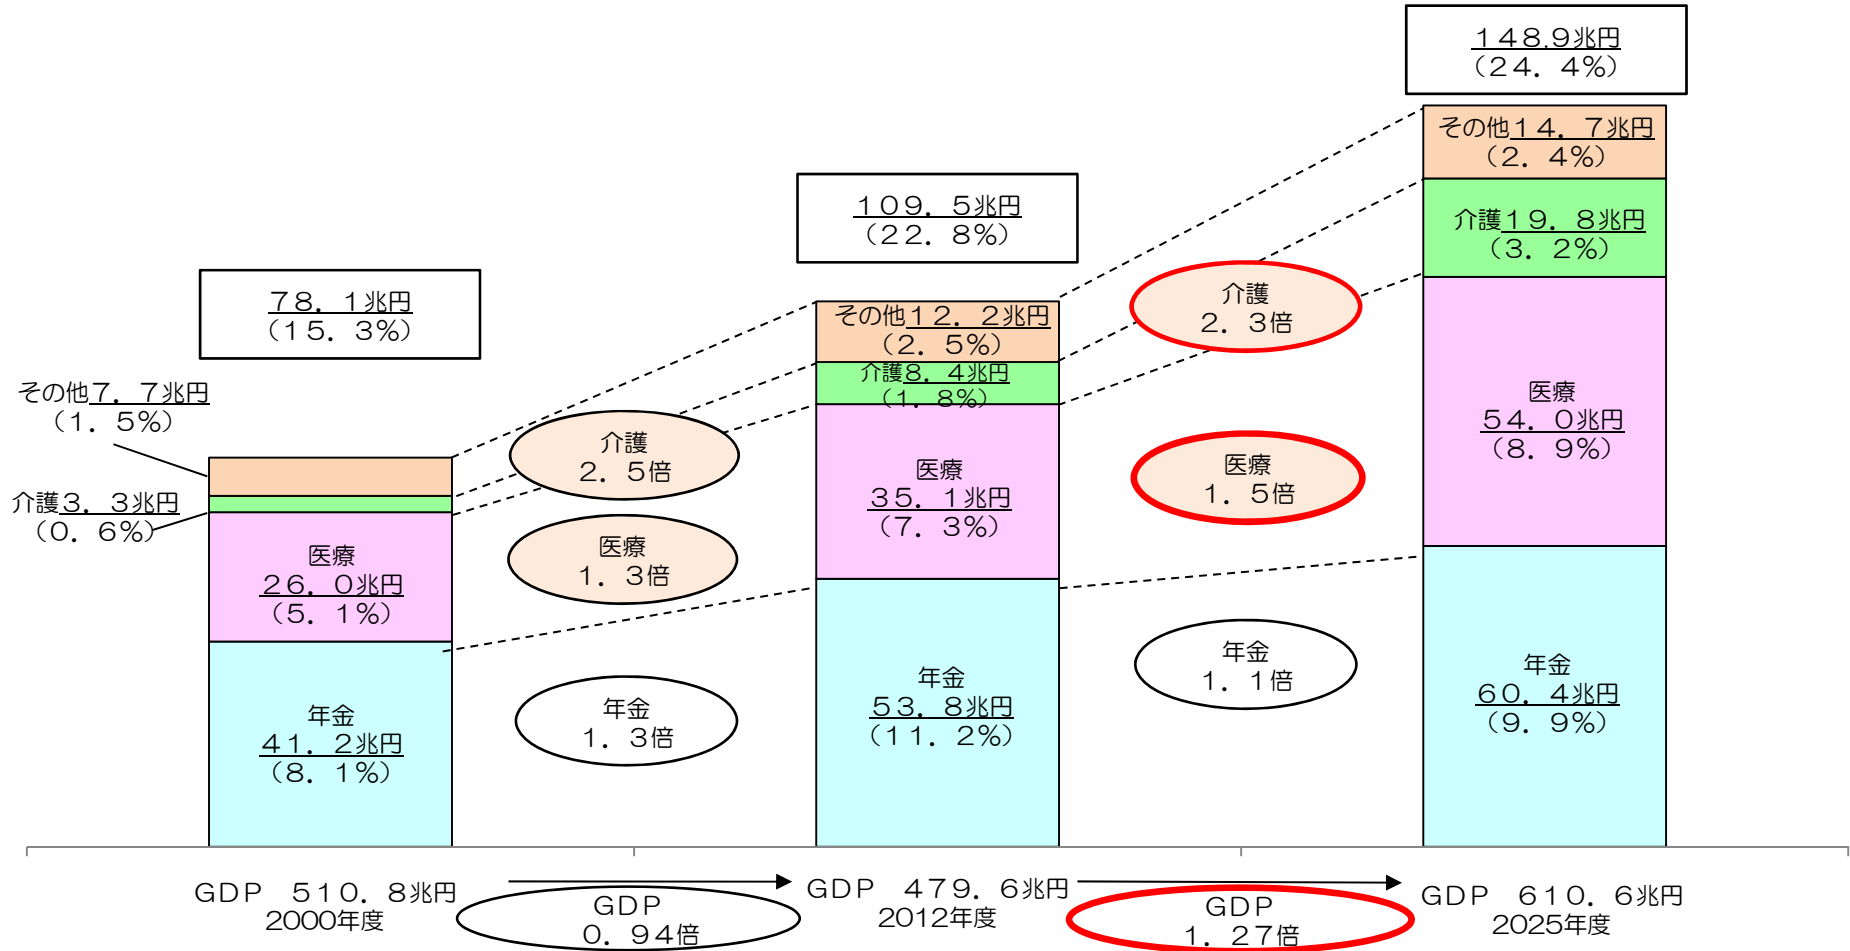 １４８.９兆円
（２４．４％）
その他１４．７兆円
（２．４％）
介護１９．８兆円
（３．２％）
医療
５４．０兆円
（８．９％）
年金
６０．４兆円
（９．９％）
１０９．５兆円
（２２．８％）
その他１２．２兆円
（２．５％）
介護８．４兆円
（１．８％）
医療
３５．１兆円
（７．３％）
年金
５３．８兆円
（１１．２％）
７８．１兆円
（１５．３％）
その他７．７兆円
（１．５％）
介護３．３兆円
（０．６％）
医療
２６．０兆円
（５．１％）
年金
４１．２兆円
（８．１％）
介護
２．５倍
医療
１．３倍
年金
１．３倍
介護
２．３倍
医療
１．５倍
年金
１．１倍
ＧＤＰ　５１０．８兆円
2000年度
ＧＤＰ
０．９４倍
ＧＤＰ　４７９．６兆円
2012年度
ＧＤＰ
１．２７倍
ＧＤＰ　６１０．６兆円
2025年度